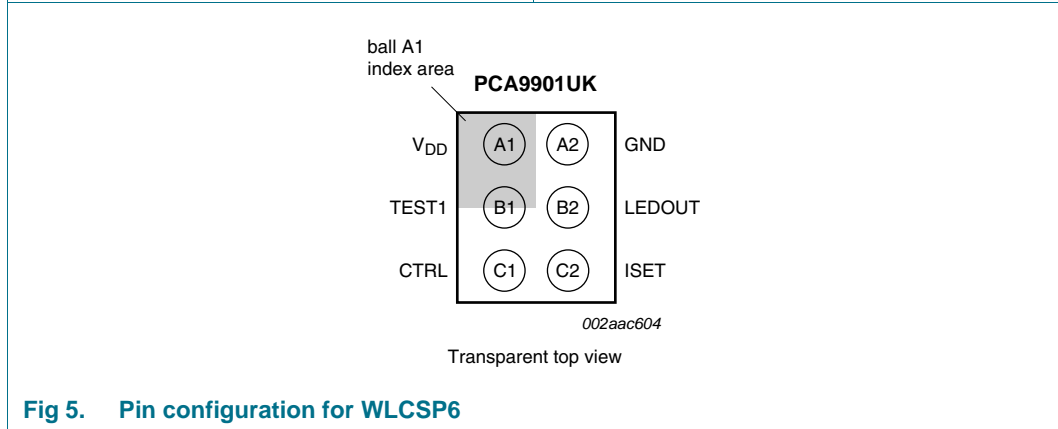 ball A1
index area
PCA9901UK
VDD A1 A2 GND
TEST1 B1 B2 LEDOUT
CTRL C1 C2 ISET
002aac604
Transparent top view
Fig 5. Pin configuration for WLCSP6